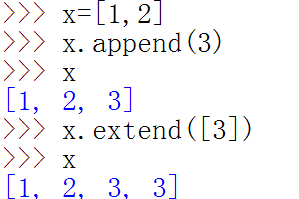 >>> x=[1,2]
>>> x.append(3)
>>> x
[1, 2, 3]
>>> x.extend([3])
>>> x
[1, 2, 3, 3]